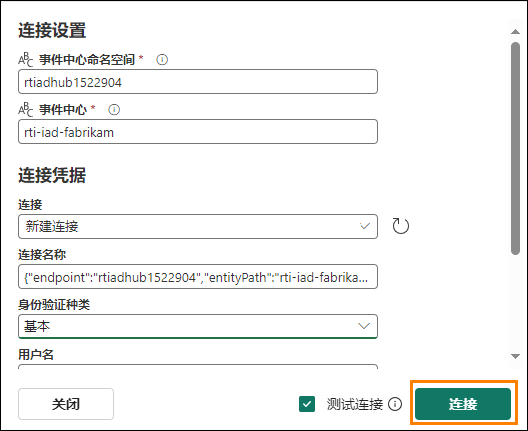 连接设置
ABC 事件中心命名空间 *
rtiadhub1522904
ABC 事件中心 *
rti-iad-fabrikam
连接凭据
连接
新建连接
连接名称
{"endpoint":"rtiadhub1522904","entityPath":"rti-iad-fabrika...
身份验证种类
基本
用户名
关闭 测试连接 连接